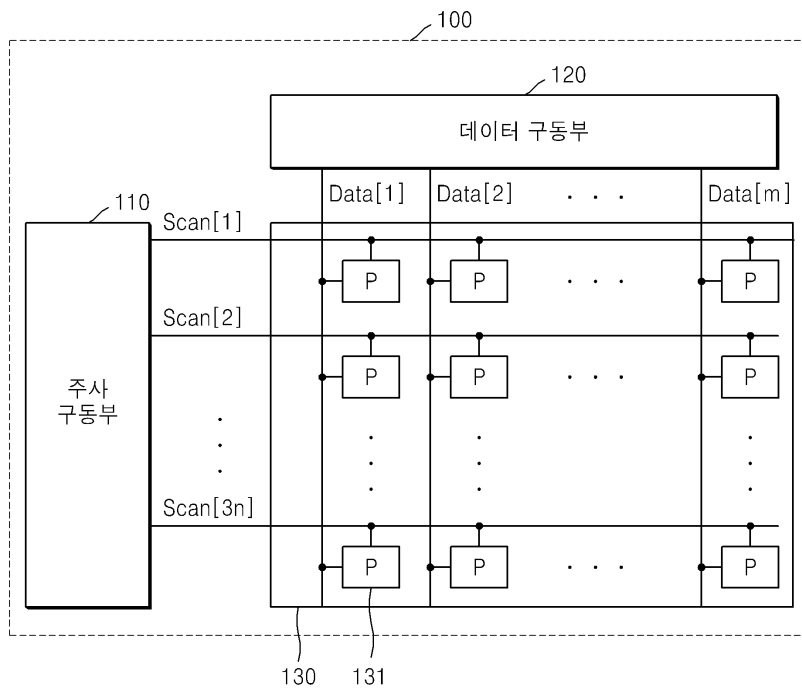 100
120
데이터 구동부
110
Data[1] Data[2] · · · Data[m]
Scan[1]
P P · · · P
Scan[2]
P P · · · P
주사
구동부
Scan[3n]
P P · · · P
130 131